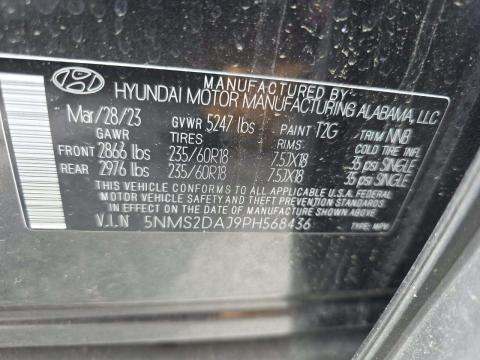 MANUFACTURED BY
HYUNDAI MOTOR MANUFACTURING ALABAMA, LLC
Mar/28/23 GVWR 5247 lbs PAINT T2G TRIM NNB
GAWR TIRES RIMS COLD TIRE INFL PR
FRONT 2866 lbs 235/60R18 7.5JX18 35 psi SINGLE
REAR 2976 lbs 235/60R18 7.5JX18 35 psi SINGLE
THIS VEHICLE CONFORMS TO ALL APPLICABLE U.S.A. FEDERAL
MOTOR VEHICLE SAFETY AND THEFT PREVENTION STANDARDS
IN EFFECT ON THE DATE OF MANUFACTURE SHOWN ABOVE
V.I.N 5NMS2DAJ9PH568436 TYPE: MPV